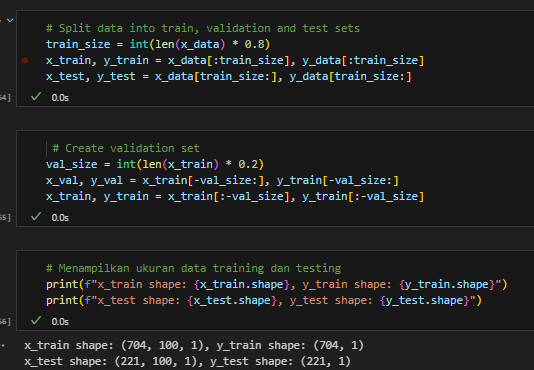 # Split data into train, validation and test sets
train_size = int(len(x_data) * 0.8)
x_train, y_train = x_data[:train_size], y_data[:train_size]
x_test, y_test = x_data[train_size:], y_data[train_size:]
54]
0.0s
# Create validation set
val_size = int(len(x_train) * 0.2)
x_val, y_val = x_train[-val_size:], y_train[-val_size:]
x_train, y_train = x_train[:-val_size], y_train[:-val_size]
55]
0.0s
# Menampilkan ukuran data training dan testing
print(f"x_train shape: {x_train.shape}, y_train shape: {y_train.shape}")
print(f"x_test shape: {x_test.shape}, y_test shape: {y_test.shape}")
56]
0.0s
x_train shape: (704, 100, 1), y_train shape: (704, 1)
x_test shape: (221, 100, 1), y_test shape: (221, 1)